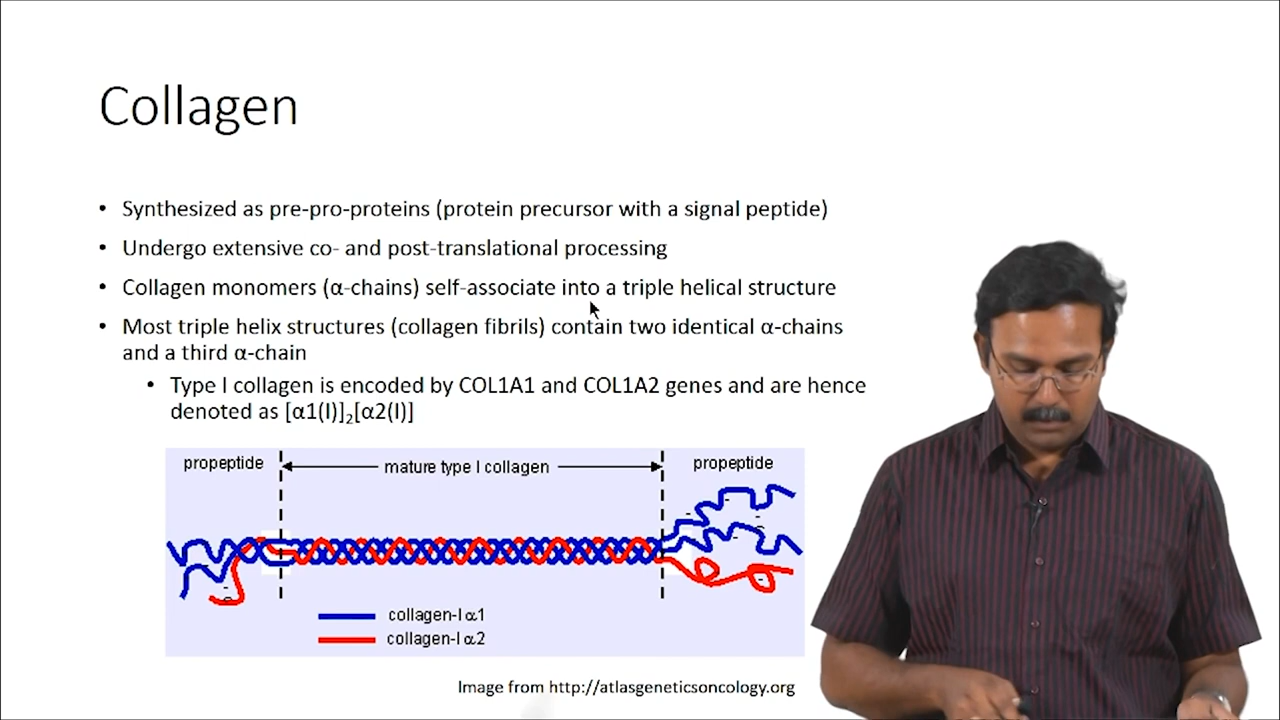 Collagen
• Synthesized as pre-pro-proteins (protein precursor with a signal peptide)
• Undergo extensive co- and post-translational processing
• Collagen monomers (α-chains) self-associate into a triple helical structure
• Most triple helix structures (collagen fibrils) contain two identical α-chains
and a third α-chain
• Type I collagen is encoded by COL1A1 and COL1A2 genes and are hence
denoted as [α1(I)]₂[α2(I)]
propeptide
mature type I collagen
propeptide
collagen-I α1
collagen-I α2
Image from http://atlasgeneticsoncology.org